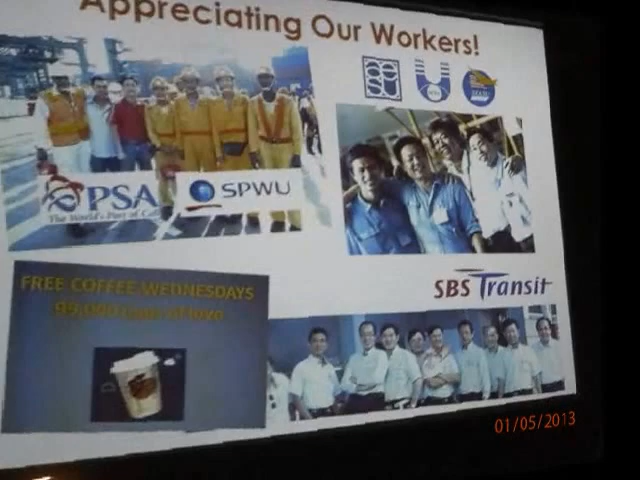 Appreciating Our Workers!
PSA
The World's Port of Call
SPWU
SBS Transit
FREE COFFEE WEDNESDAYS
99,000 cups of love
01/05/2013